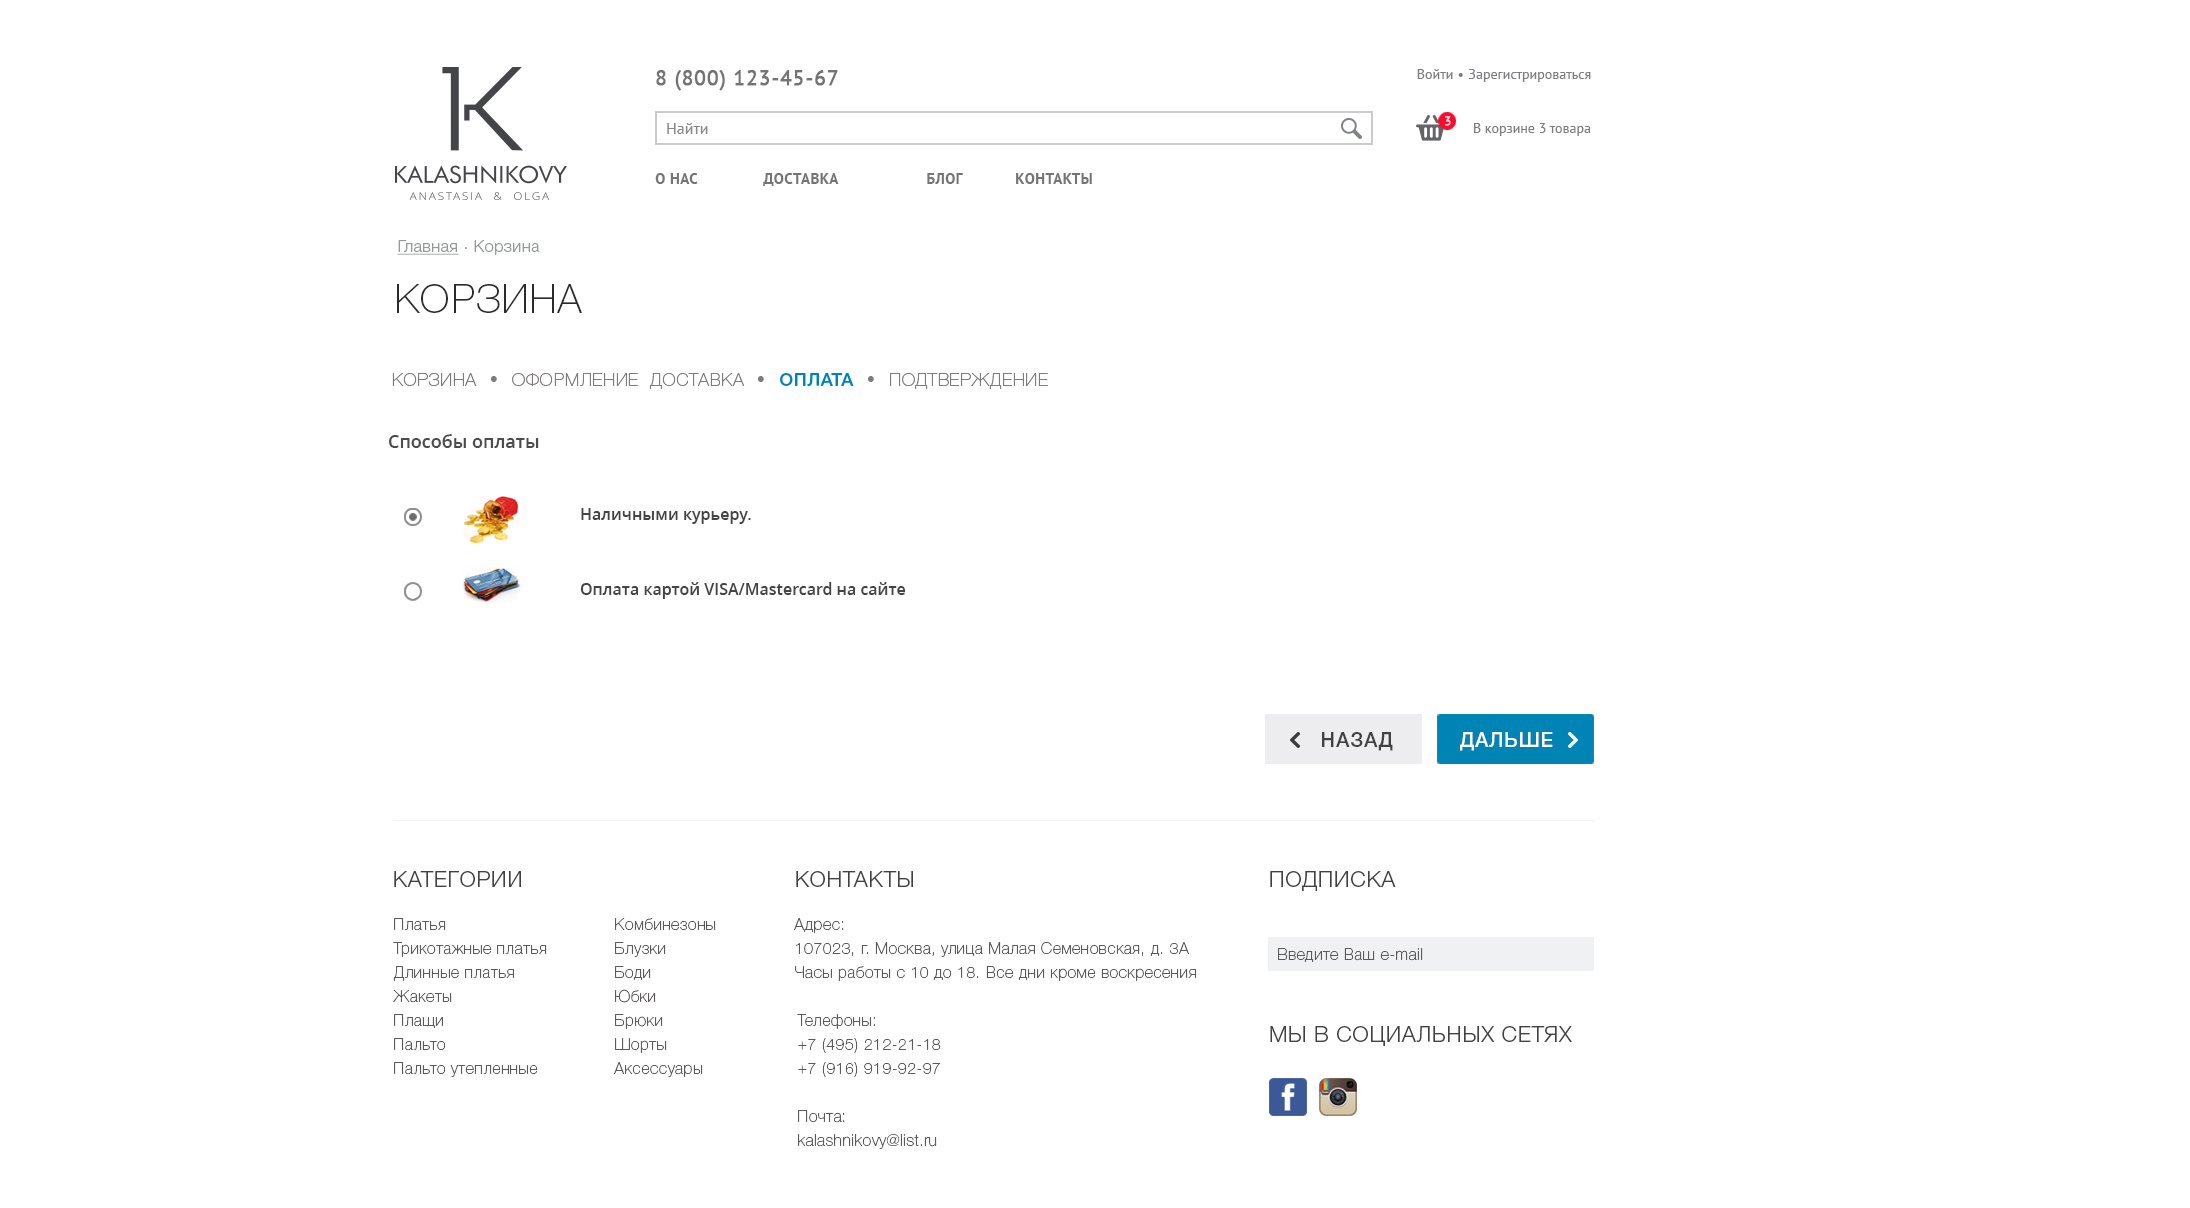 8 (800) 123-45-67
Войти • Зарегистрироваться
K
KALASHNIKOVY
ANASTASIA & OLGA
Найти
3
В корзине 3 товара
О НАС ДОСТАВКА БЛОГ КОНТАКТЫ
Главная · Корзина
КОРЗИНА
КОРЗИНА • ОФОРМЛЕНИЕ ДОСТАВКА • ОПЛАТА • ПОДТВЕРЖДЕНИЕ
Способы оплаты
Наличными курьеру.
Оплата картой VISA/Mastercard на сайте
НАЗАД
ДАЛЬШЕ
КАТЕГОРИИ
Платья
Трикотажные платья
Длинные платья
Жакеты
Плащи
Пальто
Пальто утепленные
Комбинезоны
Блузки
Боди
Юбки
Брюки
Шорты
Аксессуары
КОНТАКТЫ
Адрес:
107023, г. Москва, улица Малая Семеновская, д. 3А
Часы работы с 10 до 18. Все дни кроме воскресения
Телефоны:
+7 (495) 212-21-18
+7 (916) 919-92-97
Почта:
kalashnikovy@list.ru
ПОДПИСКА
Введите Ваш e-mail
МЫ В СОЦИАЛЬНЫХ СЕТЯХ
f